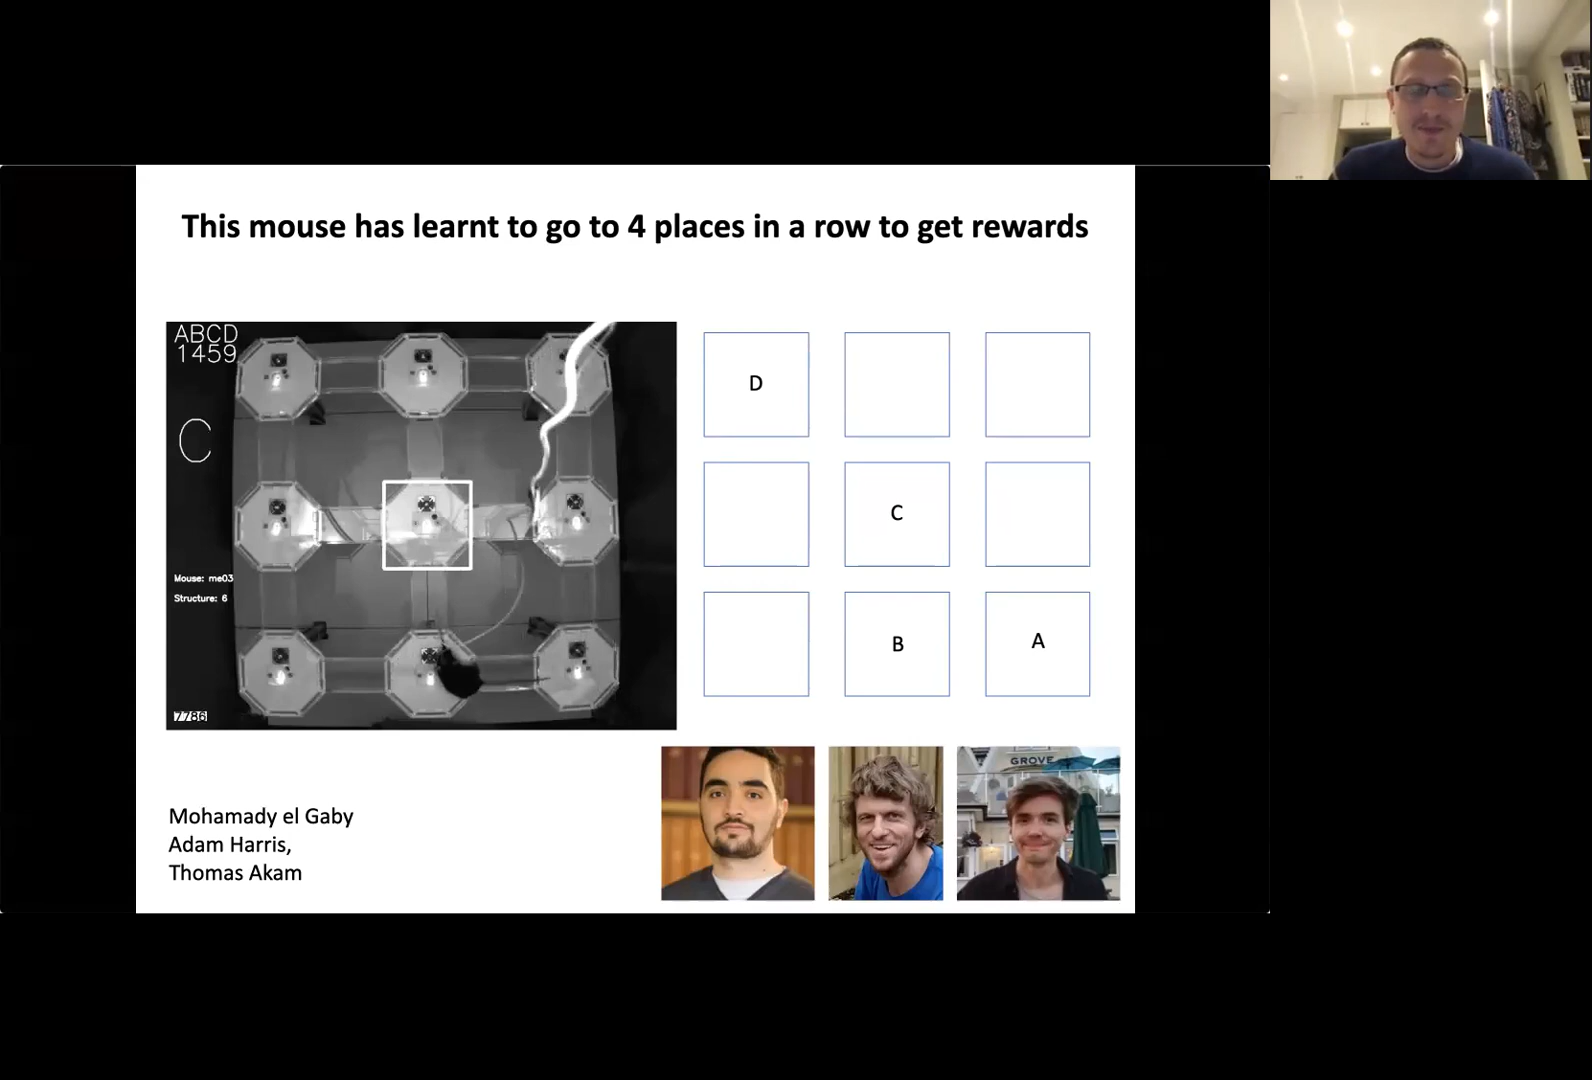 This mouse has learnt to go to 4 places in a row to get rewards
ABCD
1459
C
Mouse: me03
Structure: 6
7786
D
C
B
A
GROVE
Mohamady el Gaby
Adam Harris,
Thomas Akam